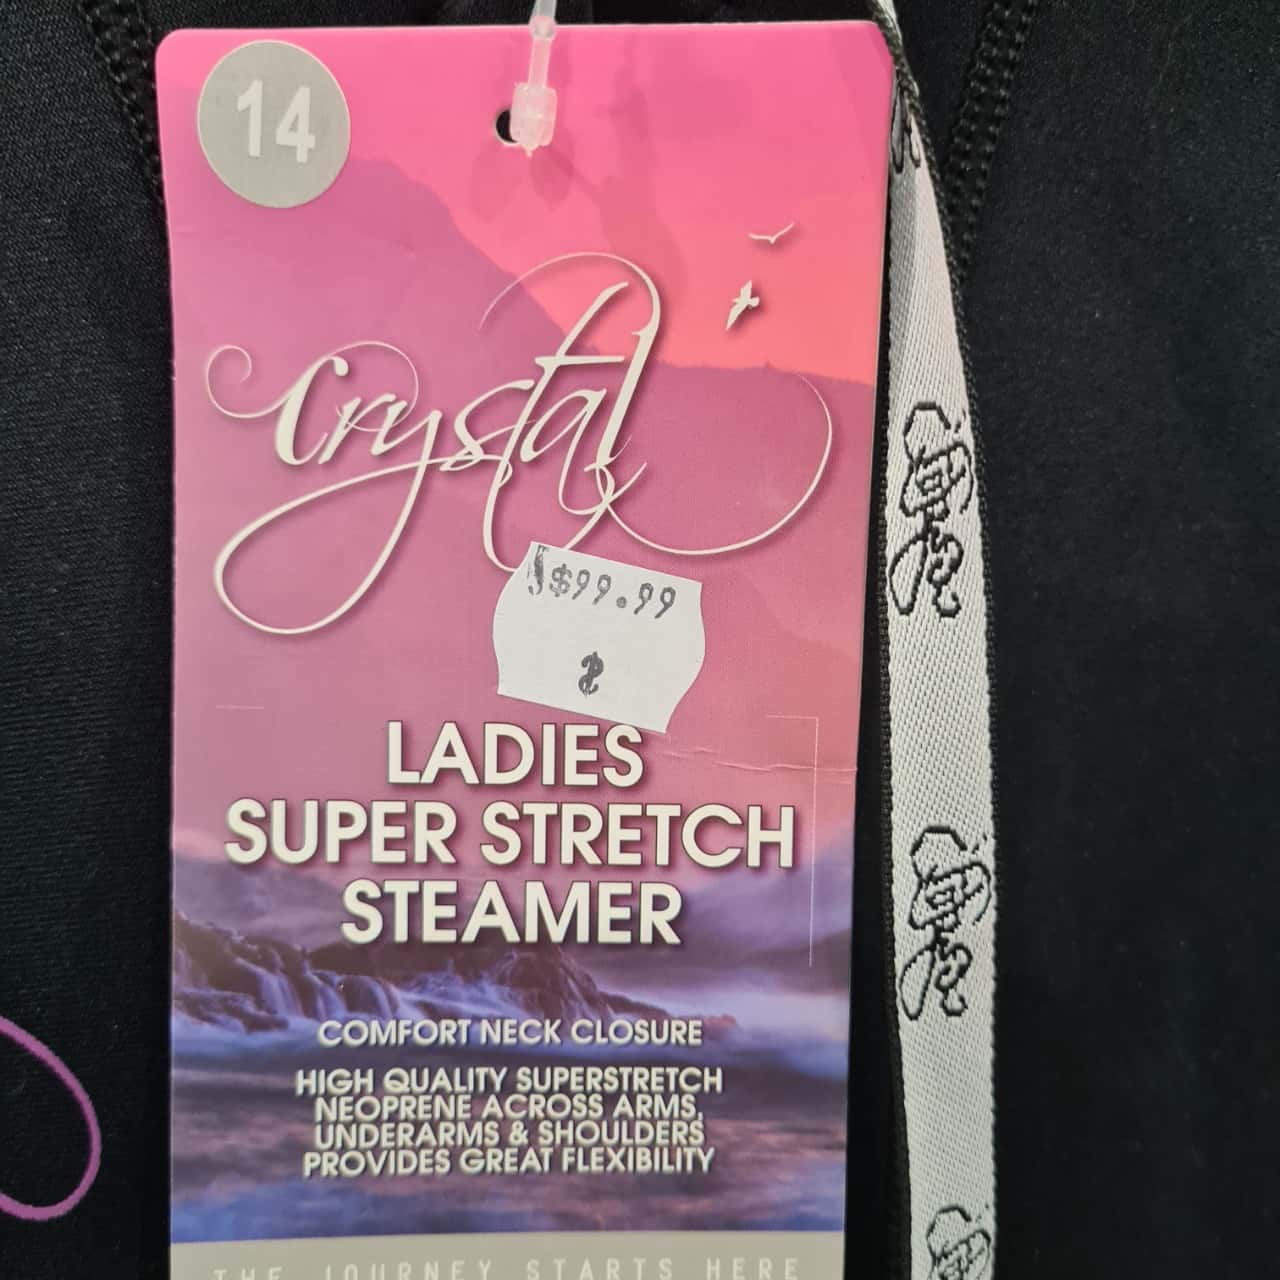 14
crystal
$99.99
LADIES
SUPER STRETCH
STEAMER
COMFORT NECK CLOSURE
HIGH QUALITY SUPERSTRETCH
NEOPRENE ACROSS ARMS,
UNDERARMS & SHOULDERS
PROVIDES GREAT FLEXIBILITY
THE JOURNEY STARTS HERE